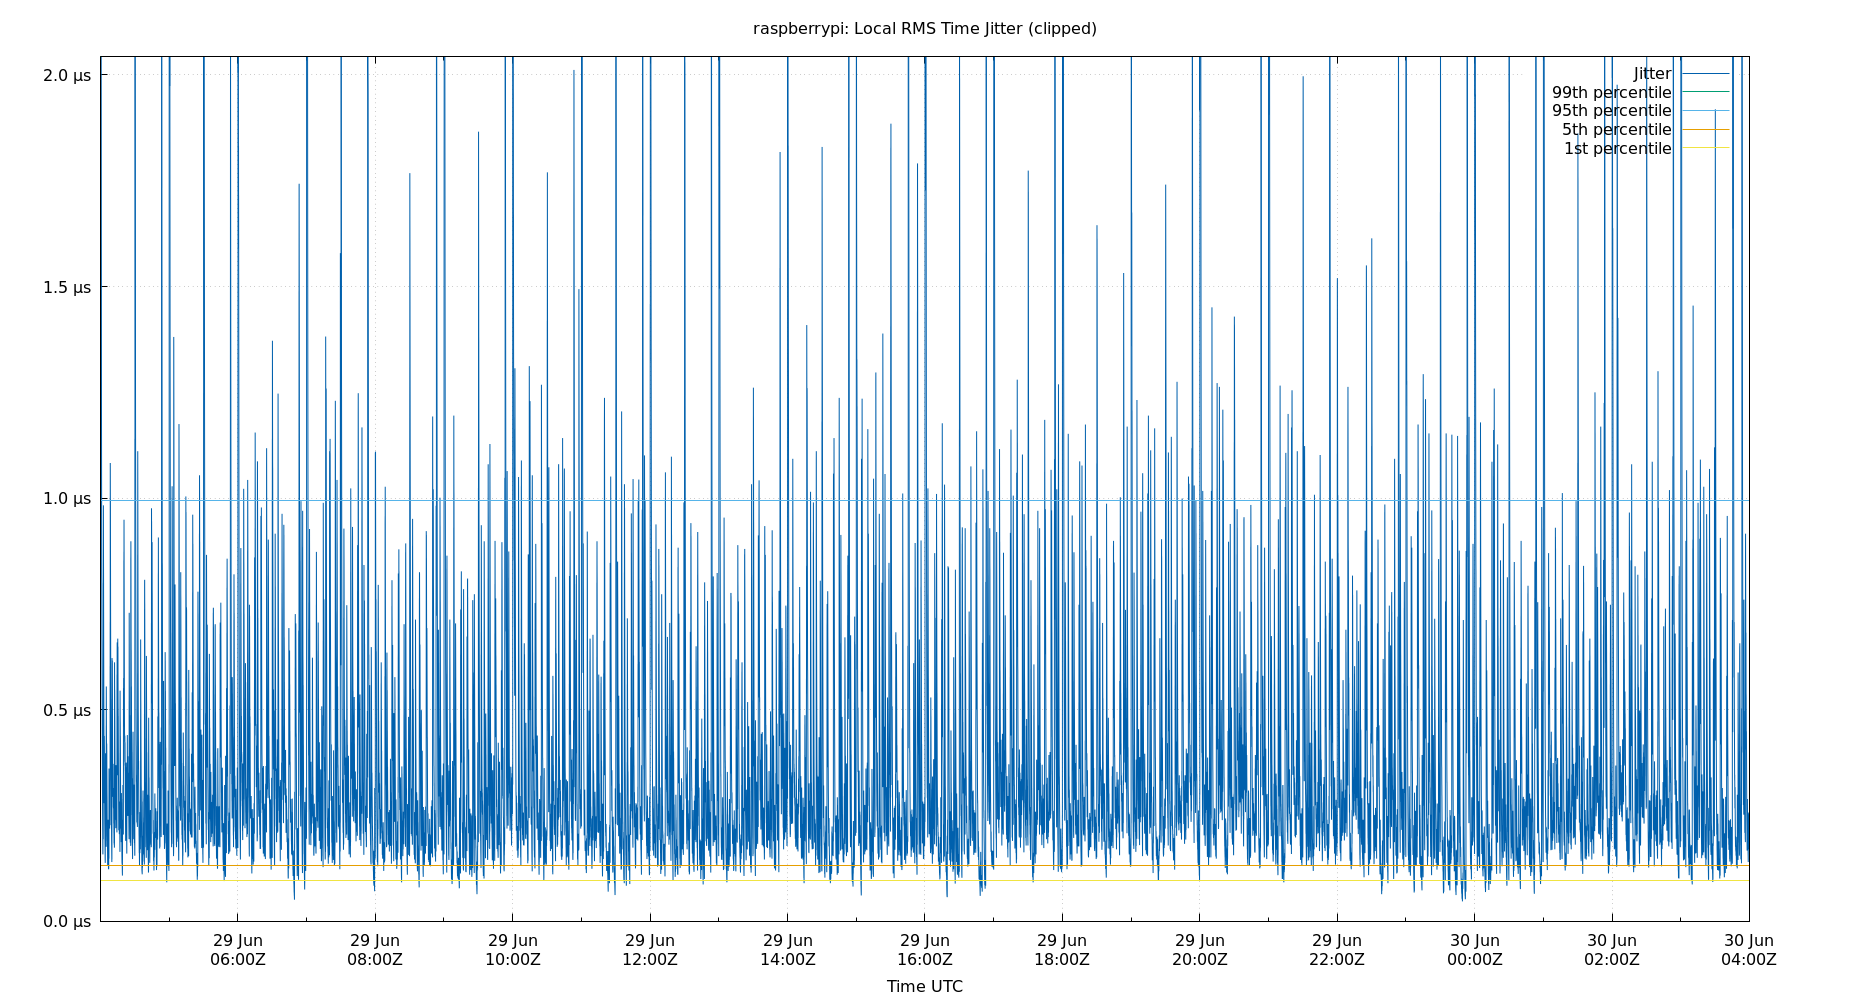 raspberrypi: Local RMS Time Jitter (clipped)
2.0 µs
1.5 µs
1.0 µs
0.5 µs
0.0 µs
Jitter
99th percentile
95th percentile
5th percentile
1st percentile
29 Jun 29 Jun 29 Jun 29 Jun 29 Jun 29 Jun 29 Jun 29 Jun 29 Jun 30 Jun 30 Jun 30 Jun
06:00Z 08:00Z 10:00Z 12:00Z 14:00Z 16:00Z 18:00Z 20:00Z 22:00Z 00:00Z 02:00Z 04:00Z
Time UTC